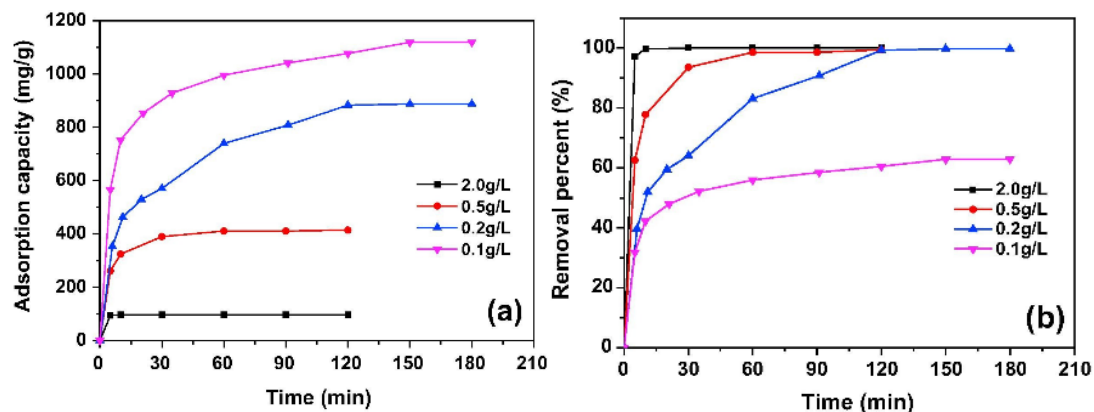 Adsorption capacity (mg/g)
1200
1000
800
600
400
200
0
2.0g/L
0.5g/L
0.2g/L
0.1g/L
(a)
0 30 60 90 120 150 180 210
Time (min)
Removal percent (%)
100
80
60
40
20
0
2.0g/L
0.5g/L
0.2g/L
0.1g/L
(b)
0 30 60 90 120 150 180 210
Time (min)